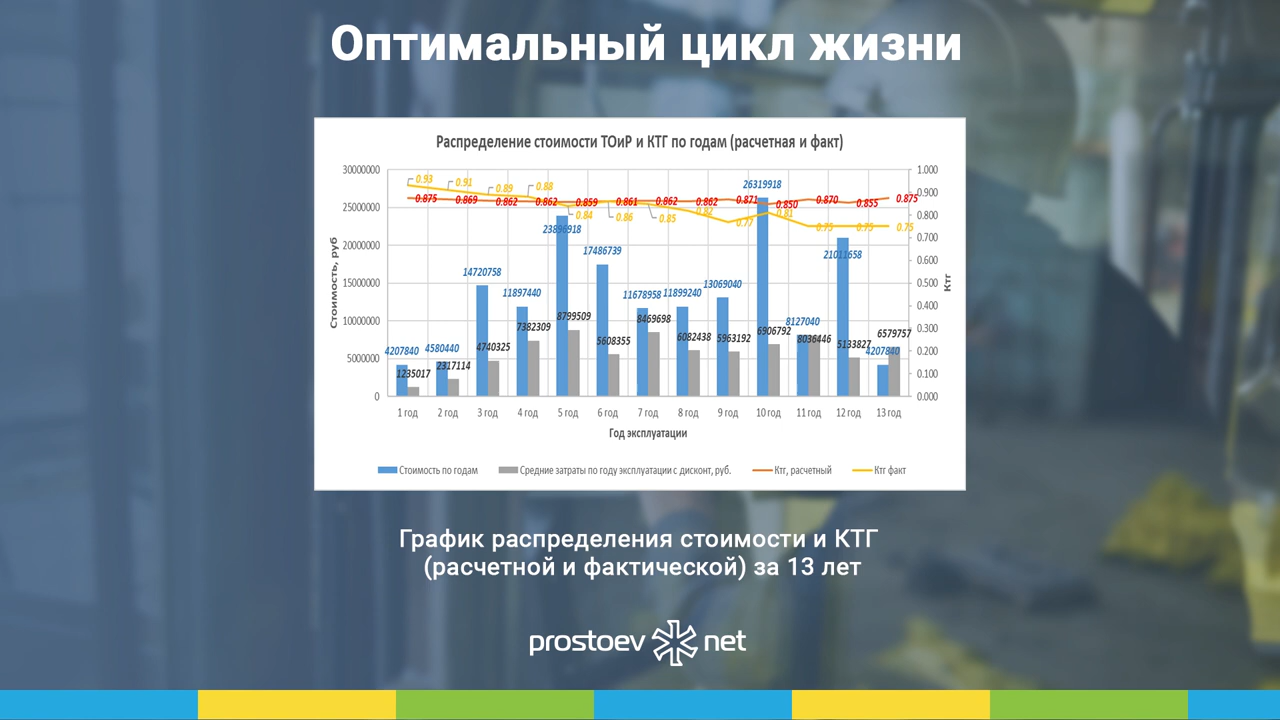 Оптимальный цикл жизни
Распределение стоимости ТОиР и КТГ по годам (расчетная и факт)
30000000
25000000
20000000
15000000
10000000
5000000
0
Стоимость, руб
1.000
0.900
0.800
0.700
0.600
0.500
0.400
0.300
0.200
0.100
0.000
Ктг
0.93 0.91 0.89 0.88 0.84 0.86 0.85 0.82 0.77 0.81 0.75 0.75 0.75
0.875 0.869 0.862 0.862 0.859 0.861 0.862 0.862 0.871 0.850 0.870 0.855 0.875
4207840 4580440 14720758 11897440 23896918 17486739 11678958 11899240 13069040 26319918 8127040 21011658 4207840
1235017 2317114 4740325 7382309 8799509 5608355 8469698 6082438 5963192 6906792 8036446 5133827 6579757
1 год 2 год 3 год 4 год 5 год 6 год 7 год 8 год 9 год 10 год 11 год 12 год 13 год
Год эксплуатации
Стоимость по годам Средние затраты по году эксплуатации с дисконт, руб. Ктг, расчетный Ктг факт
График распределения стоимости и КТГ
(расчетной и фактической) за 13 лет
prostoev net